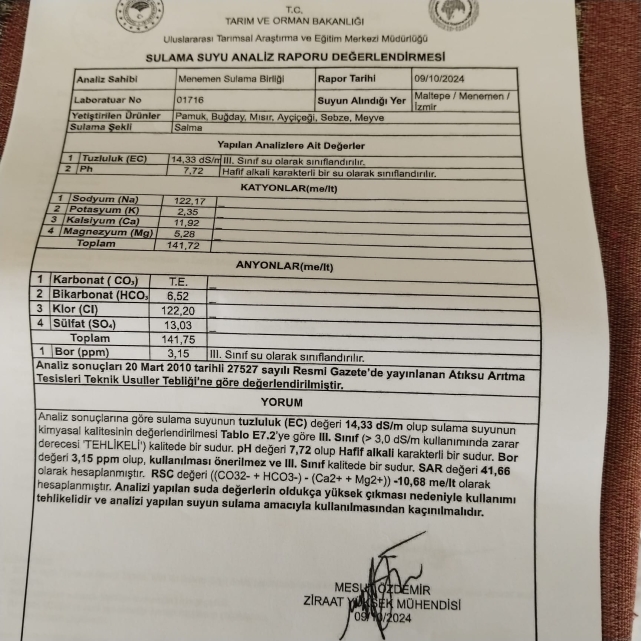 T.C.
TARIM VE ORMAN BAKANLIĞI
Uluslararası Tarımsal Araştırma ve Eğitim Merkezi Müdürlüğü
SULAMA SUYU ANALİZ RAPORU DEĞERLENDİRMESİ
Analiz Sahibi Menemen Sulama Birliği Rapor Tarihi 09/10/2024
Laboratuar No 01716 Suyun Alındığı Yer Maltepe / Menemen /
İzmir
Yetiştirilen Ürünler Pamuk, Buğday, Mısır, Ayçiçeği, Sebze, Meyve
Sulama Şekli Salma
Yapılan Analizlere Ait Değerler
1 Tuzluluk (EC) 14,33 dS/m III. Sınıf su olarak sınıflandırılır.
2 Ph 7,72 Hafif alkali karakterli bir su olarak sınıflandırılır.
KATYONLAR(me/lt)
1 Sodyum (Na) 122,17 _
2 Potasyum (K) 2,35 _
3 Kalsiyum (Ca) 11,92 _
4 Magnezyum (Mg) 5,28 _
Toplam 141,72
ANYONLAR(me/lt)
1 Karbonat ( CO₃) T.E. _
2 Bikarbonat (HCO₃ 6,52 _
3 Klor (Cl) 122,20 _
4 Sülfat (SO₄) 13,03 _
Toplam 141,75
1 Bor (ppm) 3,15 III. Sınıf su olarak sınıflandırılır.
Analiz sonuçları 20 Mart 2010 tarihli 27527 sayılı Resmi Gazete'de yayınlanan Atıksu Arıtma
Tesisleri Teknik Usuller Tebliği'ne göre değerlendirilmiştir.
YORUM
Analiz sonuçlarına göre sulama suyunun tuzluluk (EC) değeri 14,33 dS/m olup sulama suyunun
kimyasal kalitesinin değerlendirilmesi Tablo E7.2'ye göre III. Sınıf (> 3,0 dS/m kullanımında zarar
derecesi 'TEHLİKELİ') kalitede bir sudur. pH değeri 7,72 olup Hafif alkali karakterli bir sudur. Bor
değeri 3,15 ppm olup, kullanılması önerilmez ve III. Sınıf kalitede bir sudur. SAR değeri 41,66
olarak hesaplanmıştır. RSC değeri ((CO32- + HCO3-) - (Ca2+ + Mg2+)) -10,68 me/lt olarak
hesaplanmıştır. Analizi yapılan suda değerlerin oldukça yüksek çıkması nedeniyle kullanımı
tehlikelidir ve analizi yapılan suyun sulama amacıyla kullanılmasından kaçınılmalıdır.
MESUT ÖZDEMİR
ZİRAAT YÜKSEK MÜHENDİSİ
09/10/2024